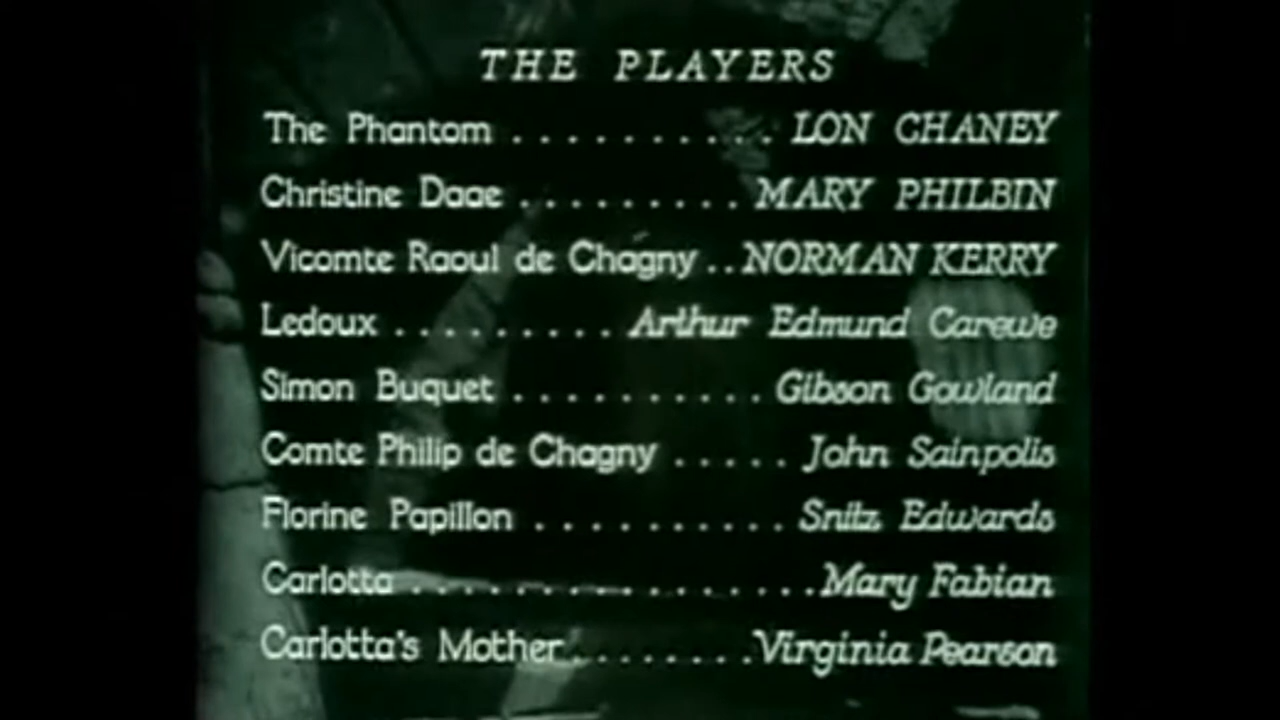 THE PLAYERS
The Phantom . . . . . . . . . . . LON CHANEY
Christine Daae . . . . . . . . . MARY PHILBIN
Vicomte Raoul de Chagny . . NORMAN KERRY
Ledoux . . . . . . . . . Arthur Edmund Carewe
Simon Buquet . . . . . . . . . . Gibson Gowland
Comte Philip de Chagny . . . . . John Sainpolis
Florine Papillon . . . . . . . . . . Snitz Edwards
Carlotta . . . . . . . . . . . . . . . . Mary Fabian
Carlotta's Mother . . . . . . . . Virginia Pearson